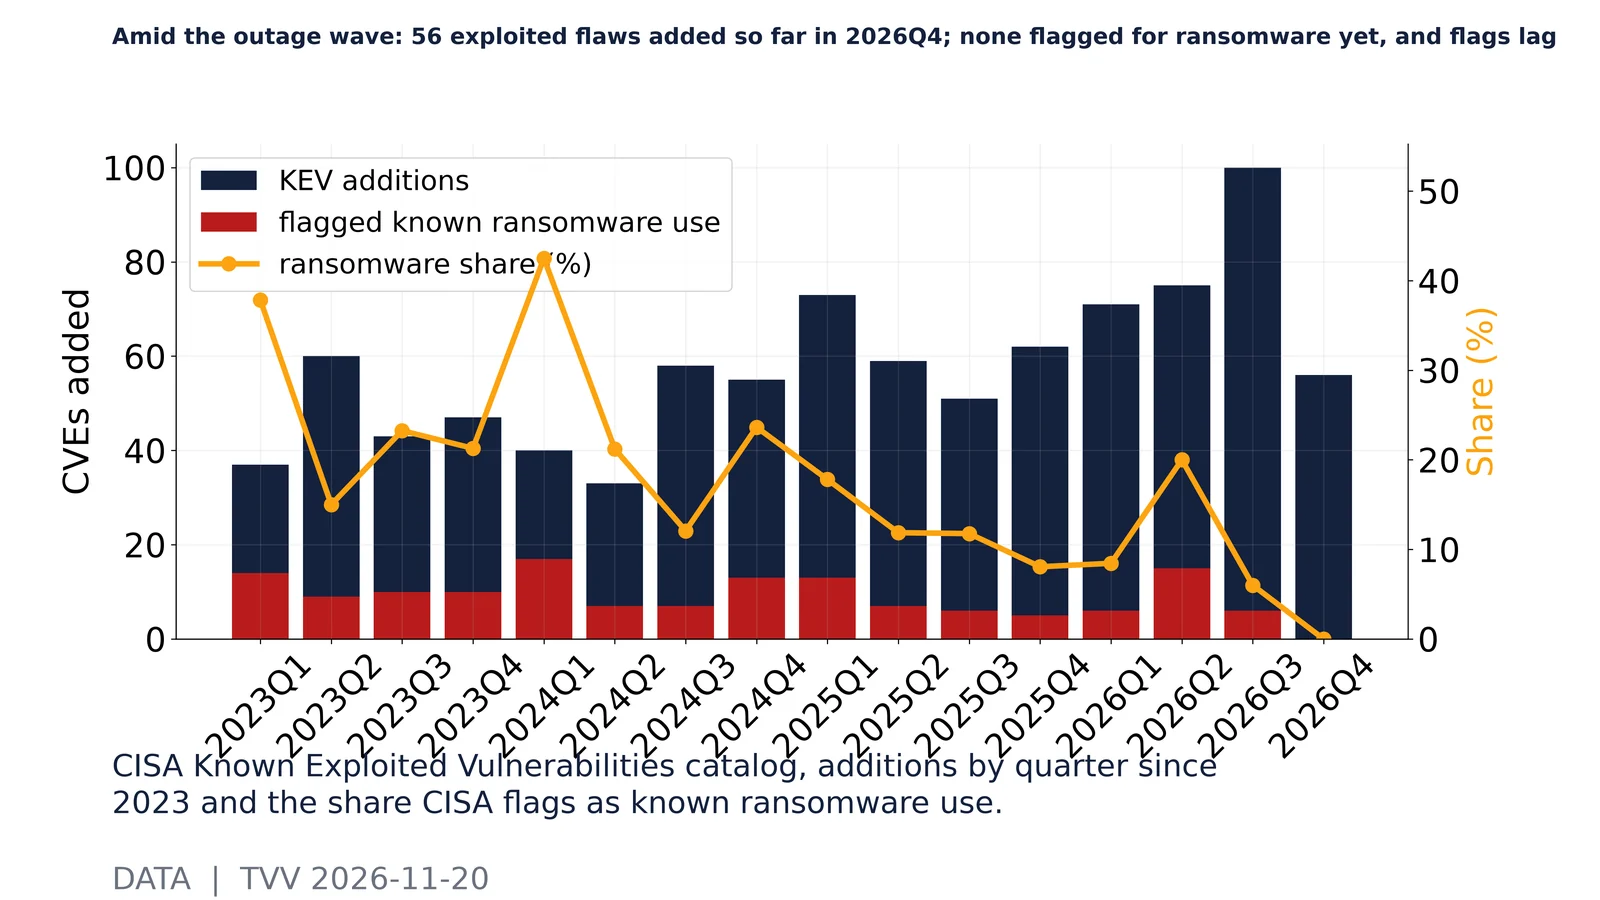 Amid the outage wave: 56 exploited flaws added so far in 2026Q4; none flagged for ransomware yet, and flags lag
KEV additions
flagged known ransomware use
ransomware share (%)
CVEs added
100
80
60
40
20
0
50
40
30
20
10
0
Share (%)
2023Q1
2023Q2
2023Q3
2023Q4
2024Q1
2024Q2
2024Q3
2024Q4
2025Q1
2025Q2
2025Q3
2025Q4
2026Q1
2026Q2
2026Q3
2026Q4
CISA Known Exploited Vulnerabilities catalog, additions by quarter since
2023 and the share CISA flags as known ransomware use.
DATA | TVV 2026-11-20